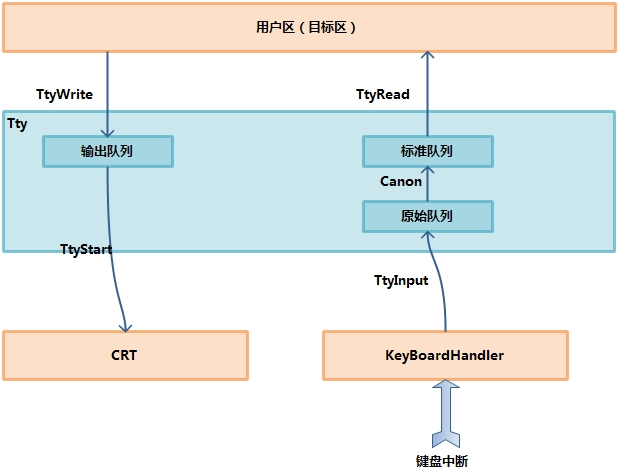 用户区（目标区）
TtyWrite
TtyRead
Tty
输出队列
标准队列
Canon
原始队列
TtyStart
TtyInput
CRT
KeyBoardHandler
键盘中断